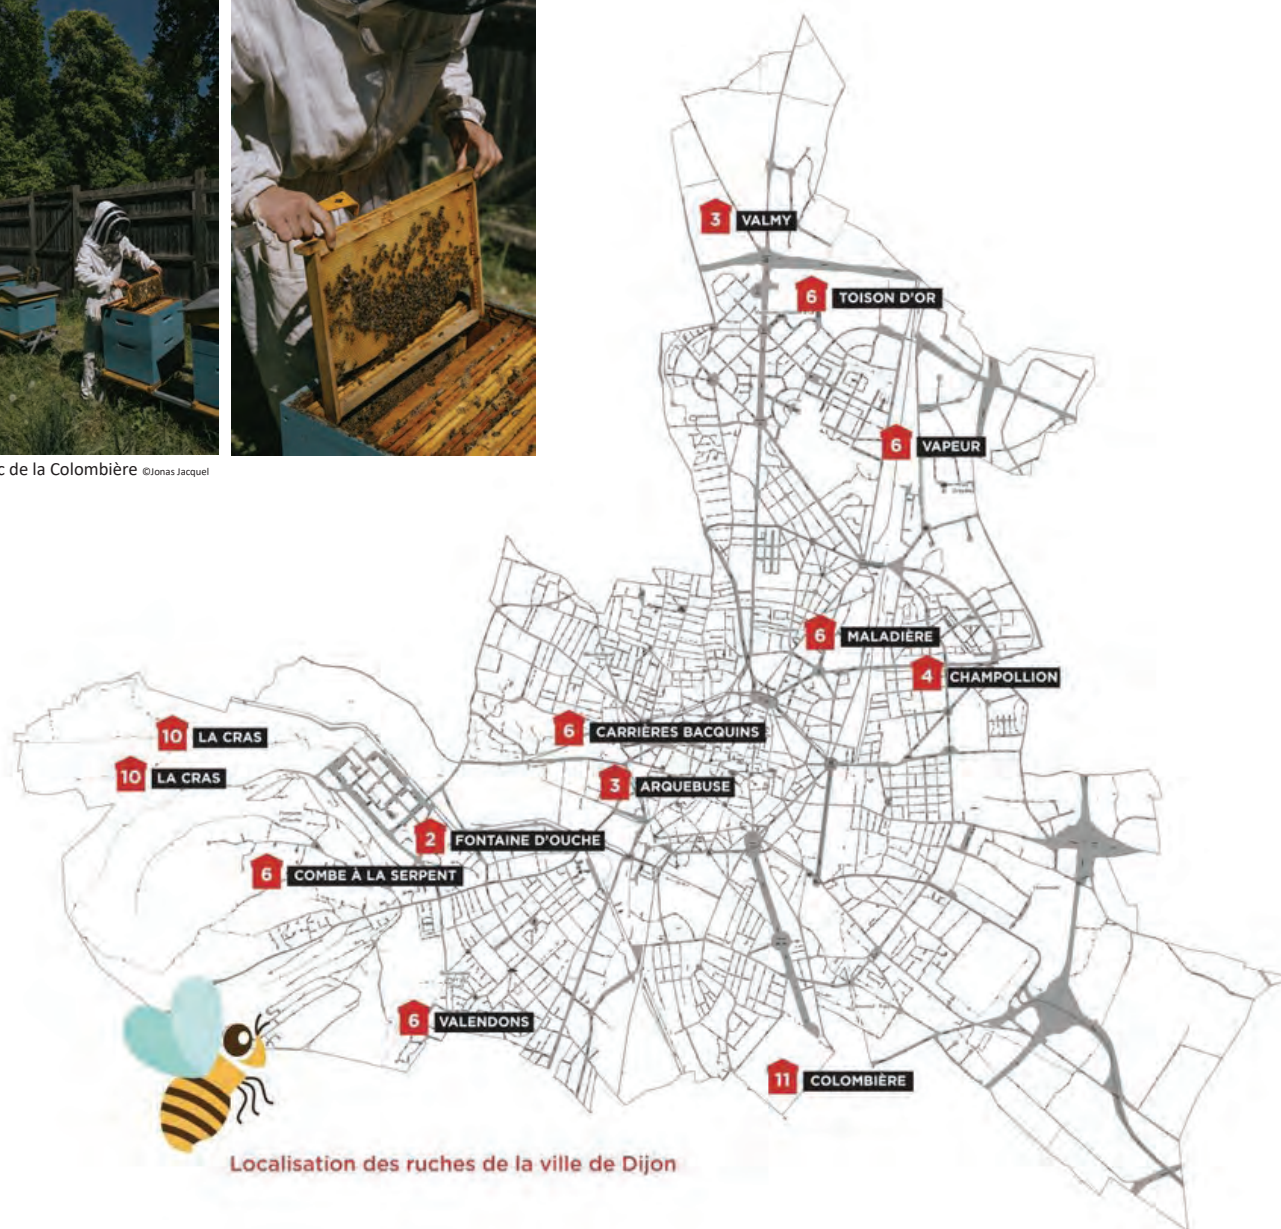 c de la Colombière ©Jonas Jacquel
3 VALMY
6 TOISON D'OR
6 VAPEUR
6 MALADIÈRE
4 CHAMPOLLION
6 CARRIÈRES BACQUINS
10 LA CRAS
10 LA CRAS
3 ARQUEBUSE
2 FONTAINE D'OUCHE
6 COMBE À LA SERPENT
6 VALENDONS
11 COLOMBIÈRE
Localisation des ruches de la ville de Dijon